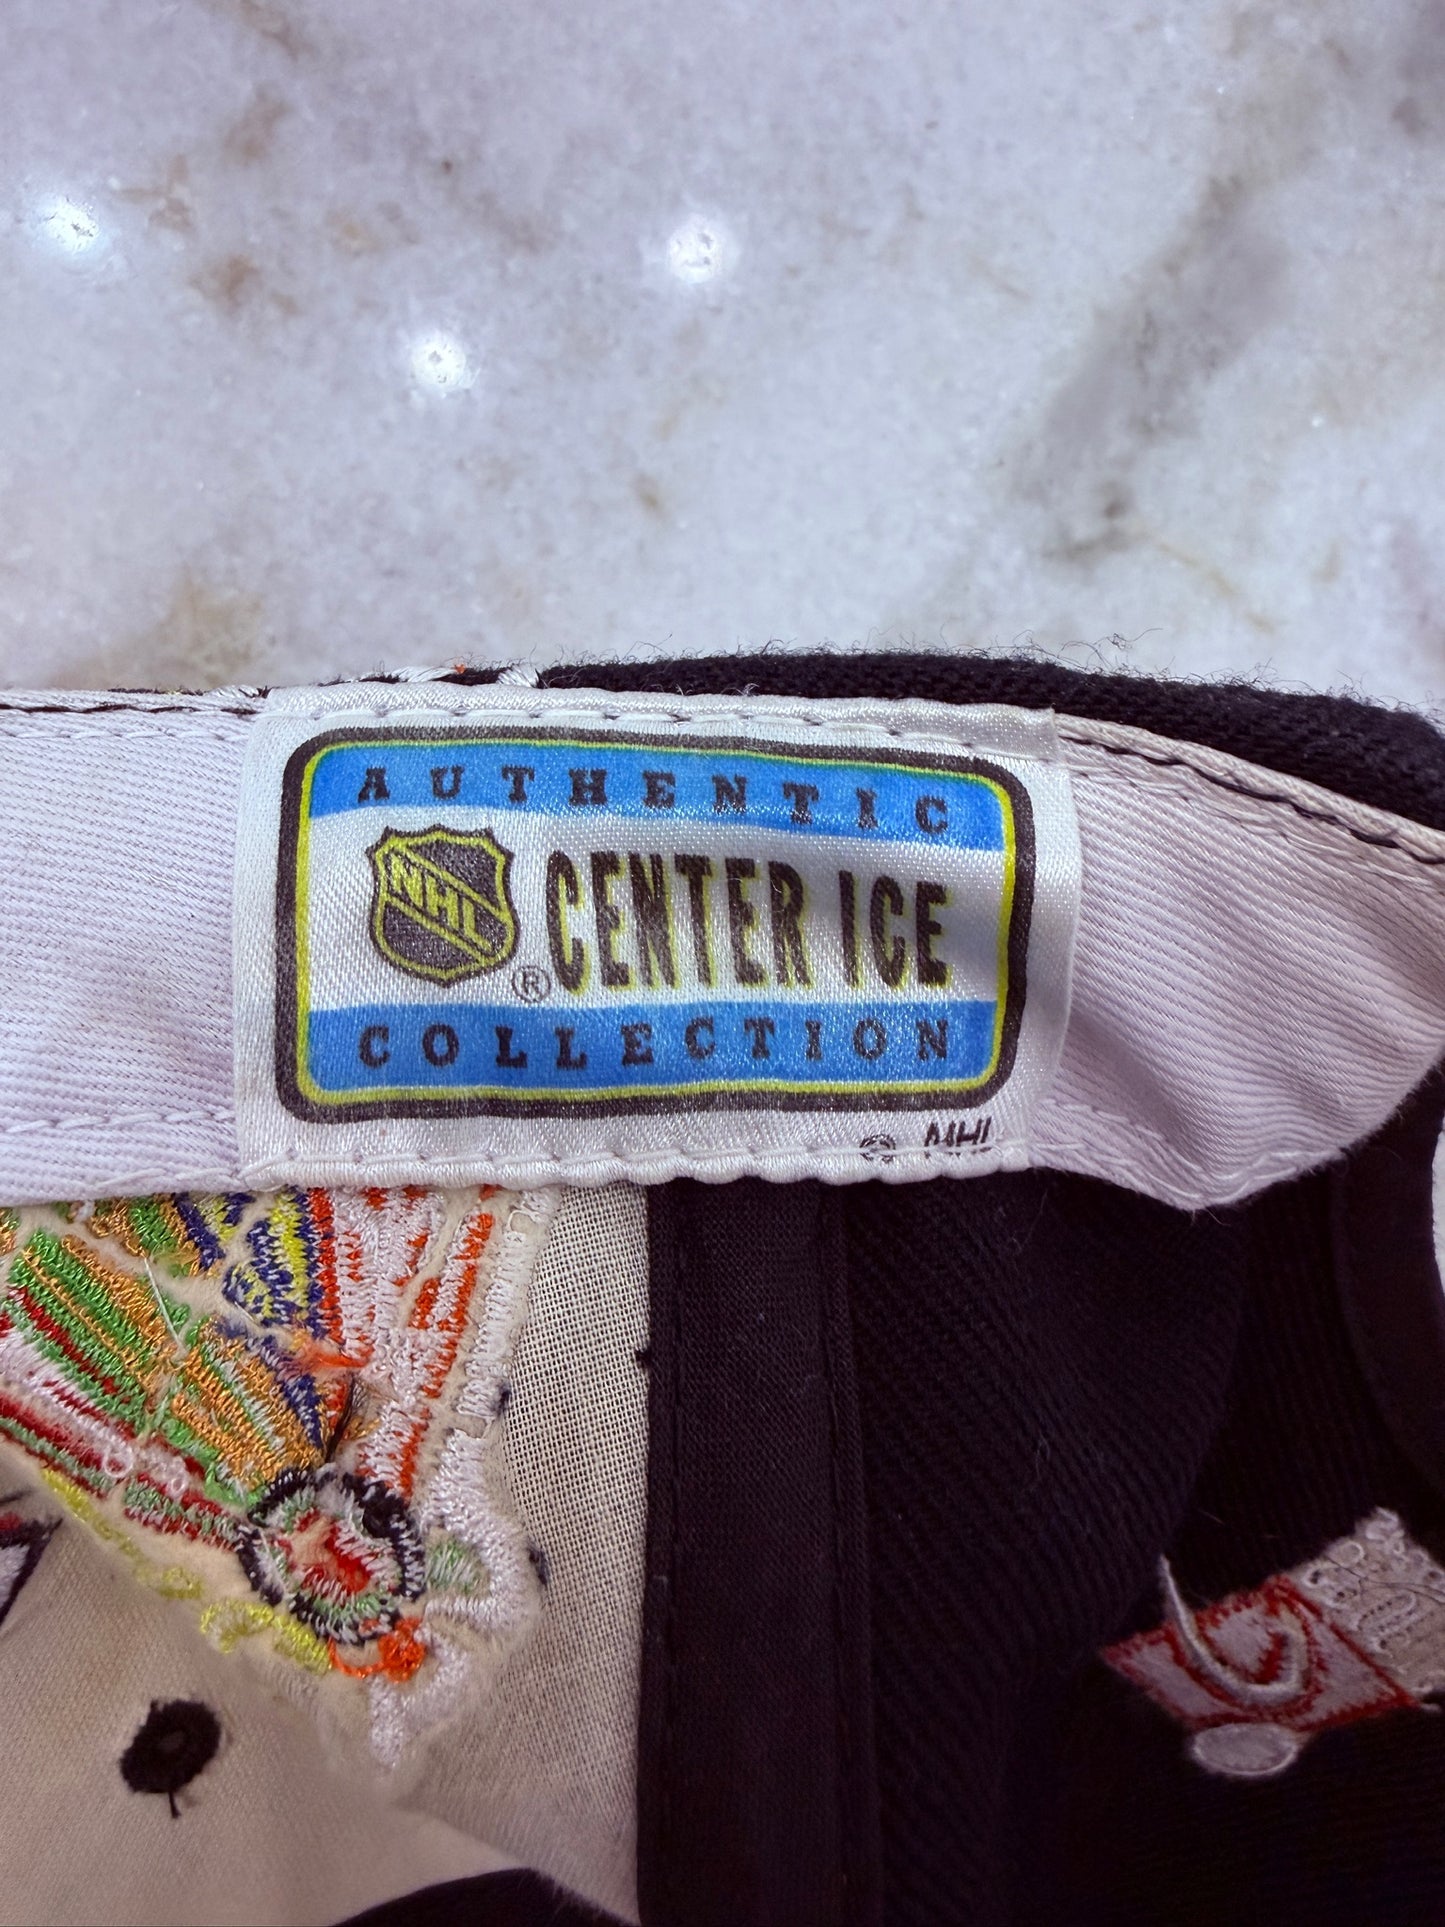 AUTHENTIC
NHL
® CENTER ICE
COLLECTION
© NHL